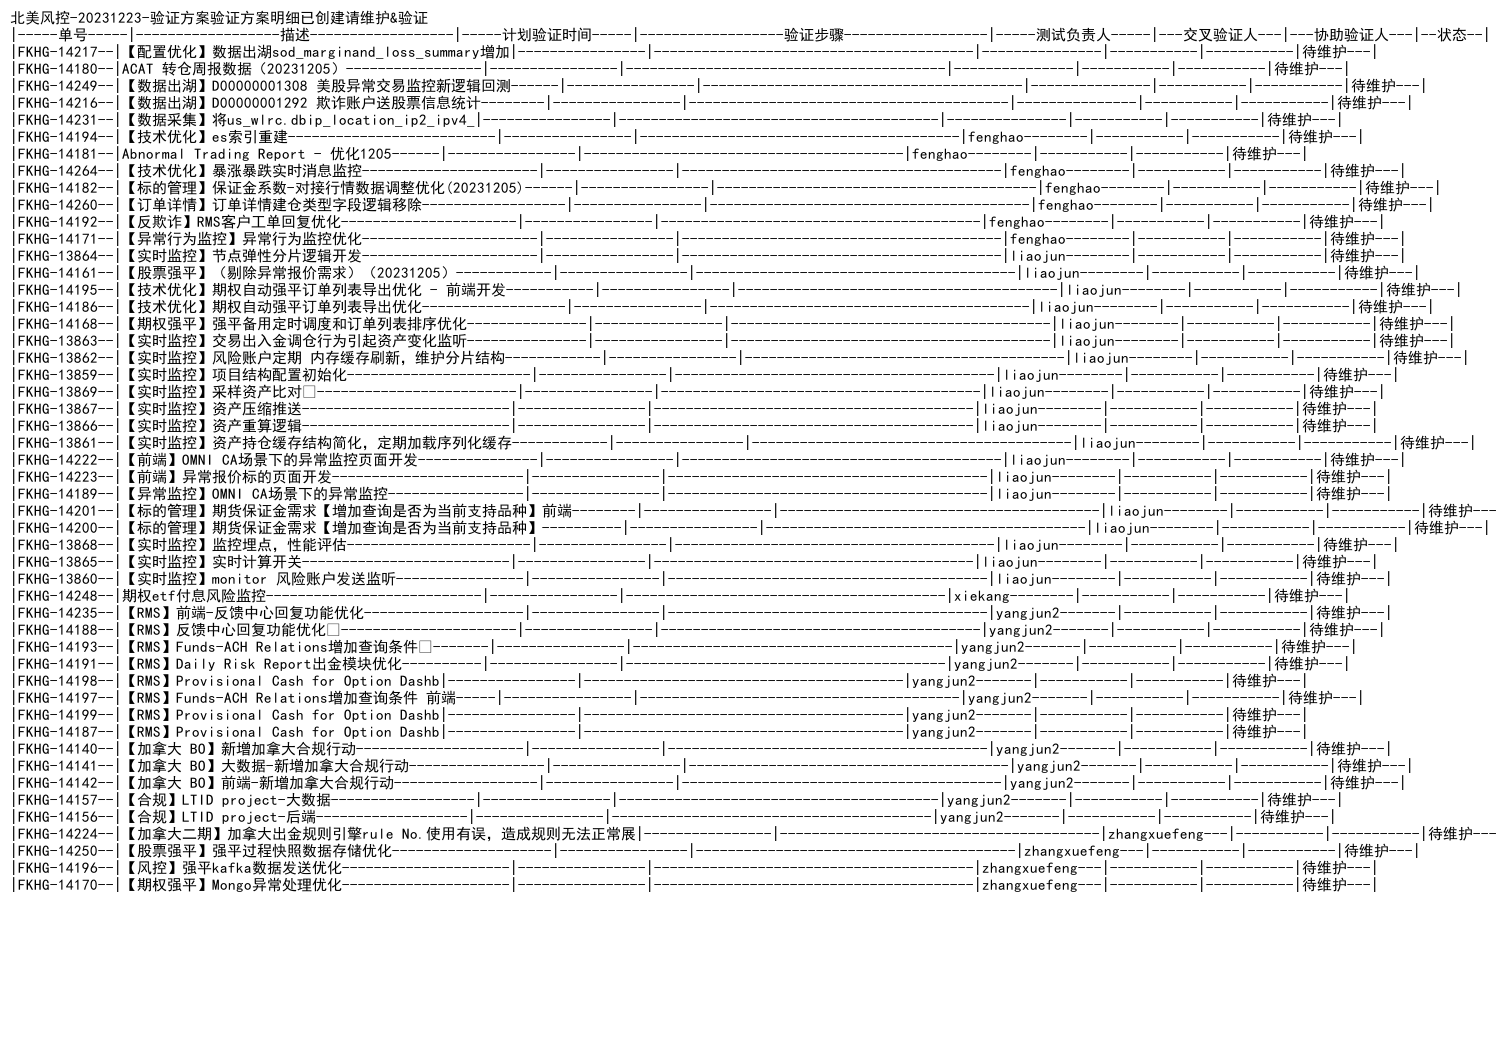 北美风控-20231223-验证方案验证方案明细已创建请维护&验证
|-----单号-----|------------------描述------------------|-----计划验证时间-----|------------------验证步骤------------------|-----测试负责人-----|---交叉验证人---|---协助验证人---|--状态--|
|FKHG-14217--|【配置优化】数据出湖sod_marginand_loss_summary增加|----------------|----------------------------------------|---------------|-----------|-----------|待维护---|
|FKHG-14180--|ACAT 转仓周报数据（20231205）-----------------|----------------|----------------------------------------|---------------|-----------|-----------|待维护---|
|FKHG-14249--|【数据出湖】D00000001308 美股异常交易监控新逻辑回测------|----------------|----------------------------------------|---------------|-----------|-----------|待维护---|
|FKHG-14216--|【数据出湖】D00000001292 欺诈账户送股票信息统计--------|----------------|----------------------------------------|---------------|-----------|-----------|待维护---|
|FKHG-14231--|【数据采集】将us_wlrc.dbip_location_ip2_ipv4_|----------------|----------------------------------------|---------------|-----------|-----------|待维护---|
|FKHG-14194--|【技术优化】es索引重建--------------------------|----------------|----------------------------------------|fenghao--------|-----------|-----------|待维护---|
|FKHG-14181--|Abnormal Trading Report - 优化1205------|----------------|----------------------------------------|fenghao--------|-----------|-----------|待维护---|
|FKHG-14264--|【技术优化】暴涨暴跌实时消息监控----------------------|----------------|----------------------------------------|fenghao--------|-----------|-----------|待维护---|
|FKHG-14182--|【标的管理】保证金系数-对接行情数据调整优化(20231205)------|----------------|----------------------------------------|fenghao--------|-----------|-----------|待维护---|
|FKHG-14260--|【订单详情】订单详情建仓类型字段逻辑移除------------------|----------------|----------------------------------------|fenghao--------|-----------|-----------|待维护---|
|FKHG-14192--|【反欺诈】RMS客户工单回复优化----------------------|----------------|----------------------------------------|fenghao--------|-----------|-----------|待维护---|
|FKHG-14171--|【异常行为监控】异常行为监控优化----------------------|----------------|----------------------------------------|fenghao--------|-----------|-----------|待维护---|
|FKHG-13864--|【实时监控】节点弹性分片逻辑开发----------------------|----------------|----------------------------------------|liaojun--------|-----------|-----------|待维护---|
|FKHG-14161--|【股票强平】（剔除异常报价需求）（20231205）------------|----------------|----------------------------------------|liaojun--------|-----------|-----------|待维护---|
|FKHG-14195--|【技术优化】期权自动强平订单列表导出优化 - 前端开发-----------|----------------|----------------------------------------|liaojun--------|-----------|-----------|待维护---|
|FKHG-14186--|【技术优化】期权自动强平订单列表导出优化------------------|----------------|----------------------------------------|liaojun--------|-----------|-----------|待维护---|
|FKHG-14168--|【期权强平】强平备用定时调度和订单列表排序优化---------------|----------------|----------------------------------------|liaojun--------|-----------|-----------|待维护---|
|FKHG-13863--|【实时监控】交易出入金调仓行为引起资产变化监听---------------|----------------|----------------------------------------|liaojun--------|-----------|-----------|待维护---|
|FKHG-13862--|【实时监控】风险账户定期 内存缓存刷新，维护分片结构------------|----------------|----------------------------------------|liaojun--------|-----------|-----------|待维护---|
|FKHG-13859--|【实时监控】项目结构配置初始化-----------------------|----------------|----------------------------------------|liaojun--------|-----------|-----------|待维护---|
|FKHG-13869--|【实时监控】采样资产比对□-------------------------|----------------|----------------------------------------|liaojun--------|-----------|-----------|待维护---|
|FKHG-13867--|【实时监控】资产压缩推送--------------------------|----------------|----------------------------------------|liaojun--------|-----------|-----------|待维护---|
|FKHG-13866--|【实时监控】资产重算逻辑--------------------------|----------------|----------------------------------------|liaojun--------|-----------|-----------|待维护---|
|FKHG-13861--|【实时监控】资产持仓缓存结构简化，定期加载序列化缓存------------|----------------|----------------------------------------|liaojun--------|-----------|-----------|待维护---|
|FKHG-14222--|【前端】OMNI CA场景下的异常监控页面开发---------------|----------------|----------------------------------------|liaojun--------|-----------|-----------|待维护---|
|FKHG-14223--|【前端】异常报价标的页面开发------------------------|----------------|----------------------------------------|liaojun--------|-----------|-----------|待维护---|
|FKHG-14189--|【异常监控】OMNI CA场景下的异常监控-----------------|----------------|----------------------------------------|liaojun--------|-----------|-----------|待维护---|
|FKHG-14201--|【标的管理】期货保证金需求【增加查询是否为当前支持品种】前端--------|----------------|----------------------------------------|liaojun--------|-----------|-----------|待维护---
|FKHG-14200--|【标的管理】期货保证金需求【增加查询是否为当前支持品种】----------|----------------|----------------------------------------|liaojun--------|-----------|-----------|待维护---|
|FKHG-13868--|【实时监控】监控埋点，性能评估-----------------------|----------------|----------------------------------------|liaojun--------|-----------|-----------|待维护---|
|FKHG-13865--|【实时监控】实时计算开关--------------------------|----------------|----------------------------------------|liaojun--------|-----------|-----------|待维护---|
|FKHG-13860--|【实时监控】monitor 风险账户发送监听----------------|----------------|----------------------------------------|liaojun--------|-----------|-----------|待维护---|
|FKHG-14248--|期权etf付息风险监控---------------------------|----------------|----------------------------------------|xiekang--------|-----------|-----------|待维护---|
|FKHG-14235--|【RMS】前端-反馈中心回复功能优化--------------------|----------------|----------------------------------------|yangjun2-------|-----------|-----------|待维护---|
|FKHG-14188--|【RMS】反馈中心回复功能优化□----------------------|----------------|----------------------------------------|yangjun2-------|-----------|-----------|待维护---|
|FKHG-14193--|【RMS】Funds-ACH Relations增加查询条件□-------|----------------|----------------------------------------|yangjun2-------|-----------|-----------|待维护---|
|FKHG-14191--|【RMS】Daily Risk Report出金模块优化----------|----------------|----------------------------------------|yangjun2-------|-----------|-----------|待维护---|
|FKHG-14198--|【RMS】Provisional Cash for Option Dashb|----------------|----------------------------------------|yangjun2-------|-----------|-----------|待维护---|
|FKHG-14197--|【RMS】Funds-ACH Relations增加查询条件 前端-----|----------------|----------------------------------------|yangjun2-------|-----------|-----------|待维护---|
|FKHG-14199--|【RMS】Provisional Cash for Option Dashb|----------------|----------------------------------------|yangjun2-------|-----------|-----------|待维护---|
|FKHG-14187--|【RMS】Provisional Cash for Option Dashb|----------------|----------------------------------------|yangjun2-------|-----------|-----------|待维护---|
|FKHG-14140--|【加拿大 BO】新增加拿大合规行动---------------------|----------------|----------------------------------------|yangjun2-------|-----------|-----------|待维护---|
|FKHG-14141--|【加拿大 BO】大数据-新增加拿大合规行动-----------------|----------------|----------------------------------------|yangjun2-------|-----------|-----------|待维护---|
|FKHG-14142--|【加拿大 BO】前端-新增加拿大合规行动------------------|----------------|----------------------------------------|yangjun2-------|-----------|-----------|待维护---|
|FKHG-14157--|【合规】LTID project-大数据------------------|----------------|----------------------------------------|yangjun2-------|-----------|-----------|待维护---|
|FKHG-14156--|【合规】LTID project-后端-------------------|----------------|----------------------------------------|yangjun2-------|-----------|-----------|待维护---|
|FKHG-14224--|【加拿大二期】加拿大出金规则引擎rule No.使用有误，造成规则无法正常展|----------------|----------------------------------------|zhangxuefeng---|-----------|-----------|待维护---
|FKHG-14250--|【股票强平】强平过程快照数据存储优化--------------------|----------------|----------------------------------------|zhangxuefeng---|-----------|-----------|待维护---|
|FKHG-14196--|【风控】强平kafka数据发送优化---------------------|----------------|----------------------------------------|zhangxuefeng---|-----------|-----------|待维护---|
|FKHG-14170--|【期权强平】Mongo异常处理优化---------------------|----------------|----------------------------------------|zhangxuefeng---|-----------|-----------|待维护---|